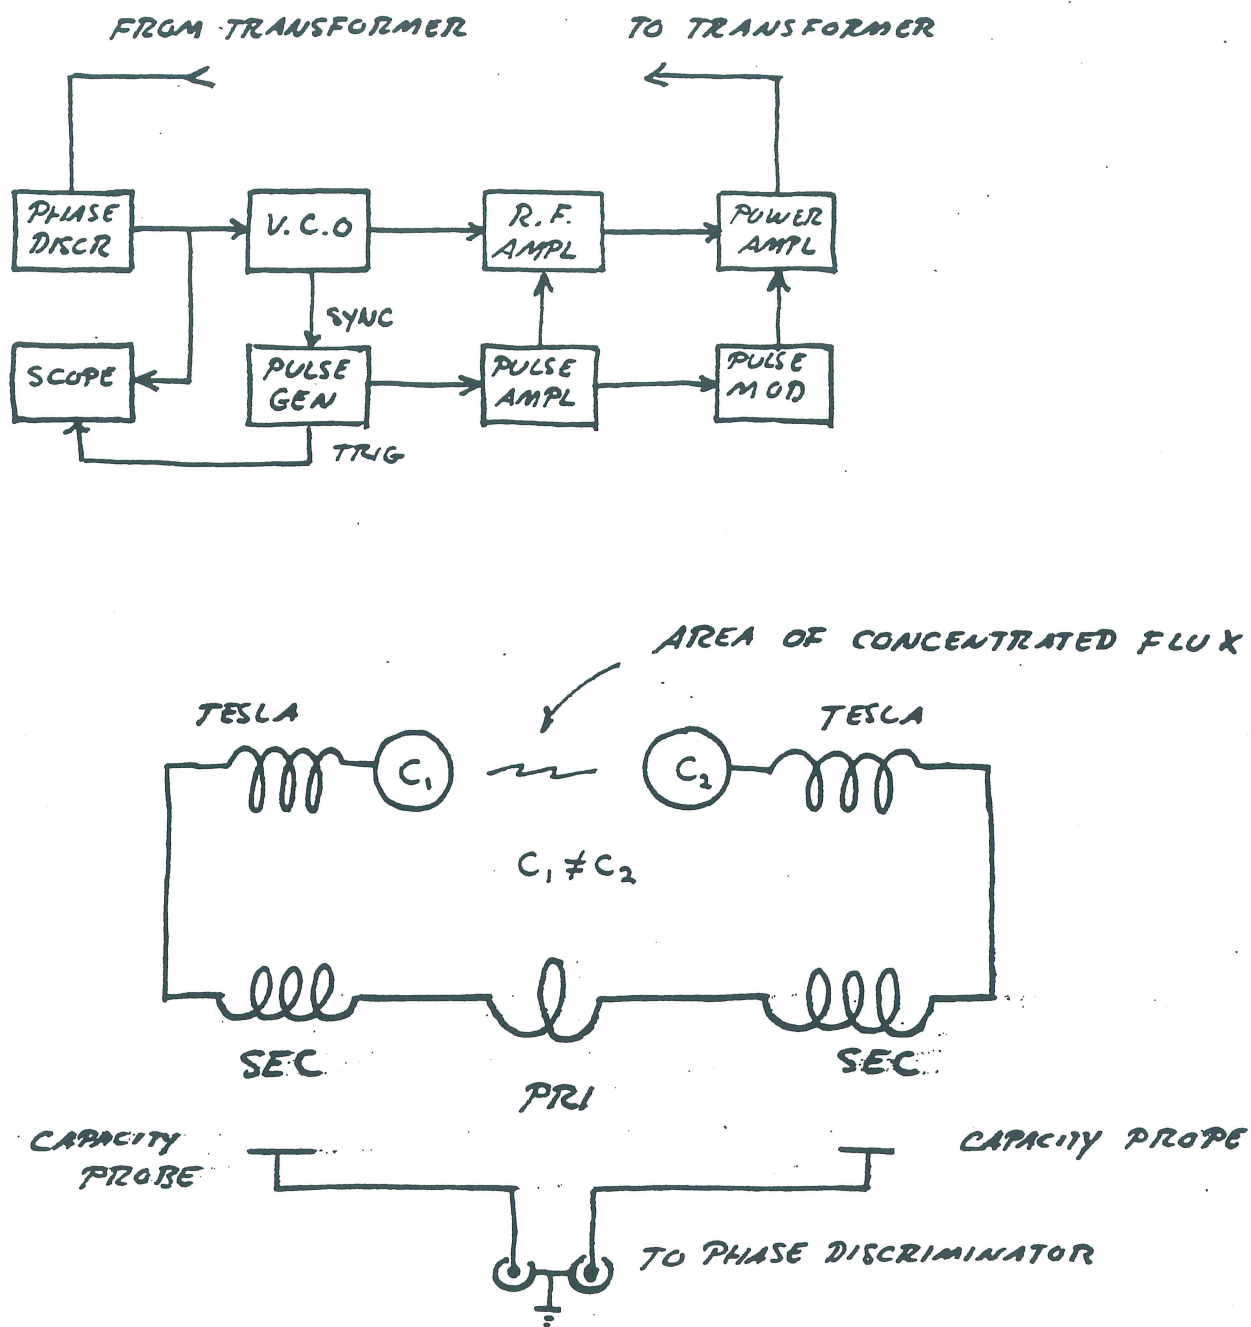 FROM TRANSFORMER
TO TRANSFORMER
PHASE
DISCR
V.C.O
R.F.
AMPL
POWER
AMPL
SYNC
SCOPE
PULSE
GEN
PULSE
AMPL
PULSE
MOD
TRIG
AREA OF CONCENTRATED FLUX
TESLA
TESLA
C1
C2
C1 ≠ C2
SEC
SEC
PRI
CAPACITY
PROBE
CAPACITY PROPE
TO PHASE DISCRIMINATOR